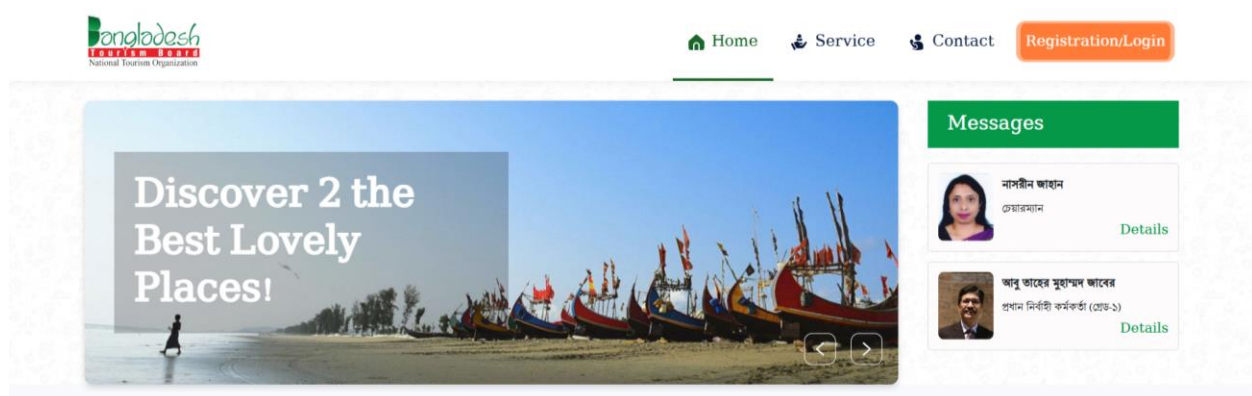 Bangladesh
Tourism Board
National Tourism Organization
Home
Service
Contact
Registration/Login
Discover 2 the
Best Lovely
Places!
Messages
নাসরীন জাহান
চেয়ারম্যান
Details
আবু তাহের মুহাম্মদ জাবের
প্রধান নির্বাহী কর্মকর্তা (গ্রেড-১)
Details